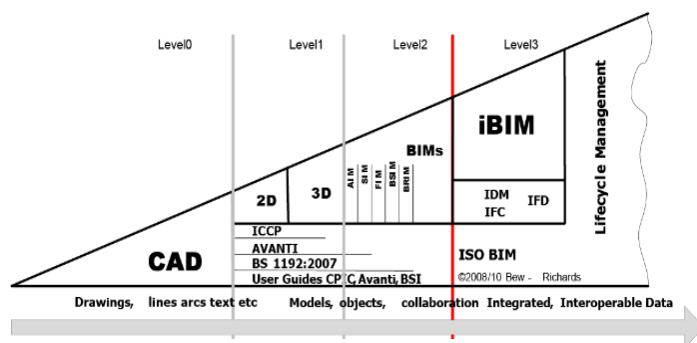 Level0 Level1 Level2 Level3
Lifecycle Management
iBIM
BIMs
2D 3D AIM SIM FIM BSIM BRIM
IDM IFD
IFC
ICCP
AVANTI
CAD
BS 1192:2007
ISO BIM
User Guides CPIC, Avanti, BSI
©2008/10 Bew - Richards
Drawings, lines arcs text etc Models, objects, collaboration Integrated, Interoperable Data